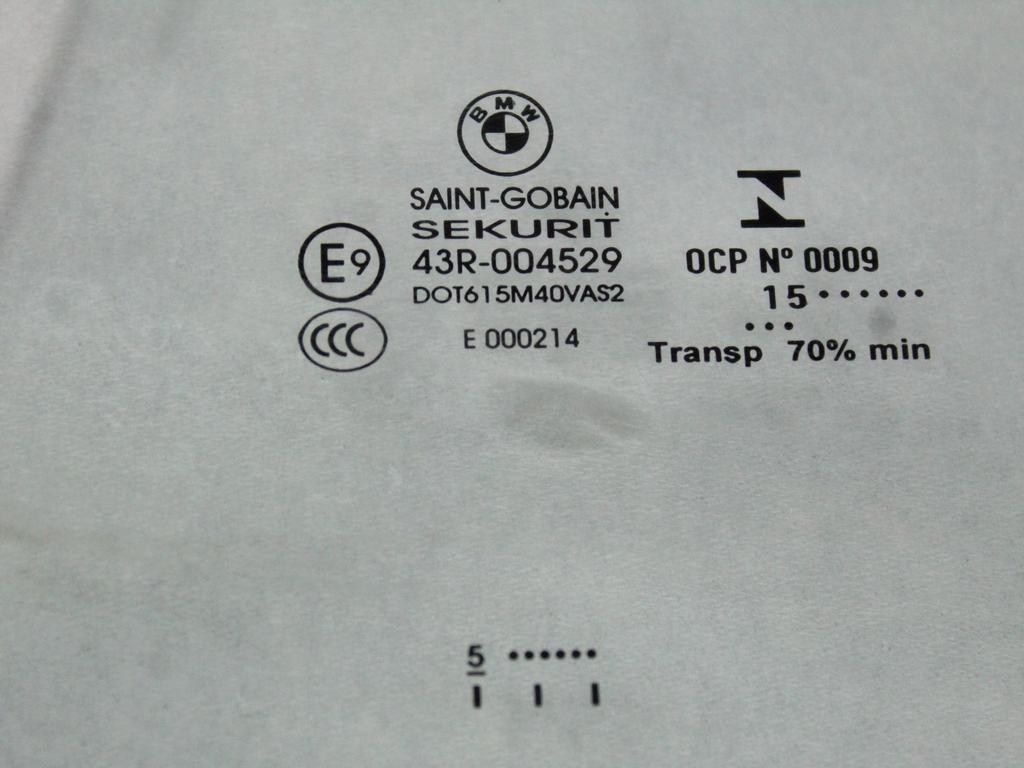 BMW
SAINT-GOBAIN
SEKURIT
E9
43R-004529
DOT615M40VAS2
CCC
E 000214
OCP Nº 0009
15 • • • • • •
• • •
Transp 70% min
5 ••••••
I I I